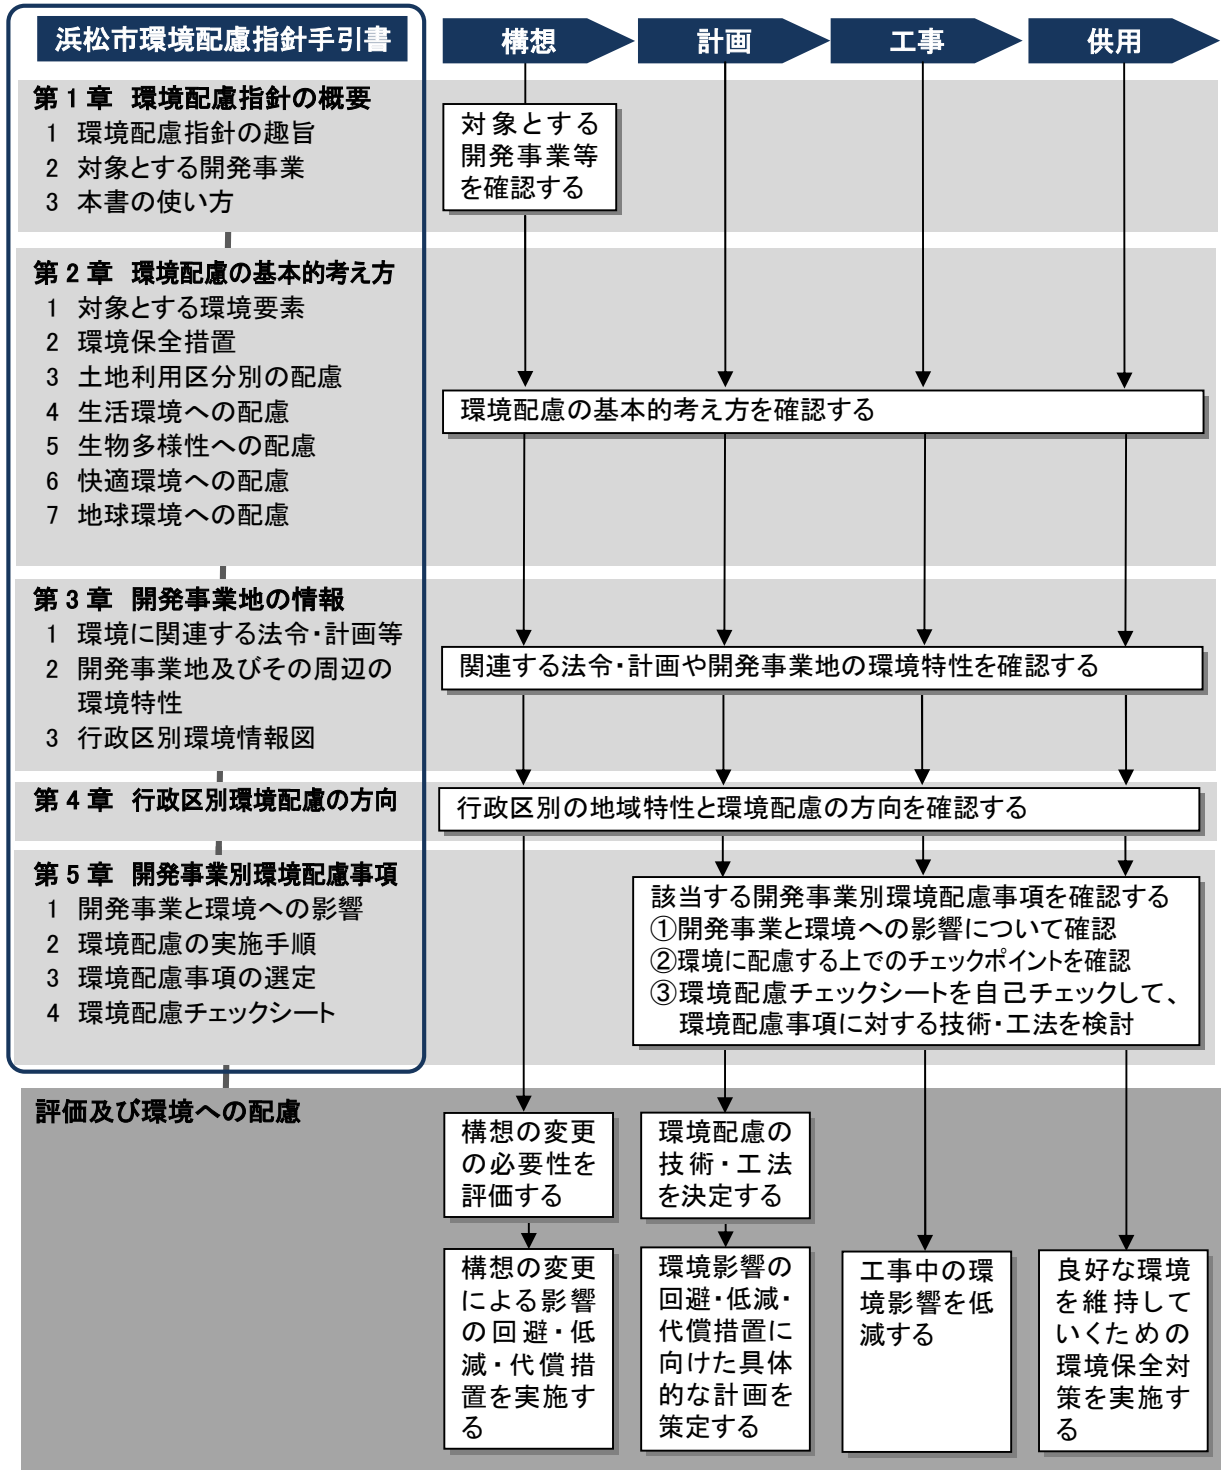 浜松市環境配慮指針手引書
構想
計画
工事
供用
第1章 環境配慮指針の概要
1 環境配慮指針の趣旨
2 対象とする開発事業
3 本書の使い方
対象とする
開発事業等
を確認する
第2章 環境配慮の基本的考え方
1 対象とする環境要素
2 環境保全措置
3 土地利用区分別の配慮
4 生活環境への配慮
5 生物多様性への配慮
6 快適環境への配慮
7 地球環境への配慮
環境配慮の基本的考え方を確認する
第3章 開発事業地の情報
1 環境に関連する法令・計画等
2 開発事業地及びその周辺の
環境特性
3 行政区別環境情報図
関連する法令・計画や開発事業地の環境特性を確認する
第4章 行政区別環境配慮の方向
行政区別の地域特性と環境配慮の方向を確認する
第5章 開発事業別環境配慮事項
1 開発事業と環境への影響
2 環境配慮の実施手順
3 環境配慮事項の選定
4 環境配慮チェックシート
該当する開発事業別環境配慮事項を確認する
①開発事業と環境への影響について確認
②環境に配慮する上でのチェックポイントを確認
③環境配慮チェックシートを自己チェックして、
環境配慮事項に対する技術・工法を検討
評価及び環境への配慮
構想の変更
の必要性を
評価する
環境配慮の
技術・工法
を決定する
構想の変更
による影響
の回避・低
減・代償措
置を実施す
る
環境影響の
回避・低減・
代償措置に
向けた具体
的な計画を
策定する
工事中の環
境影響を低
減する
良好な環境
を維持して
いくための
環境保全対
策を実施す
る